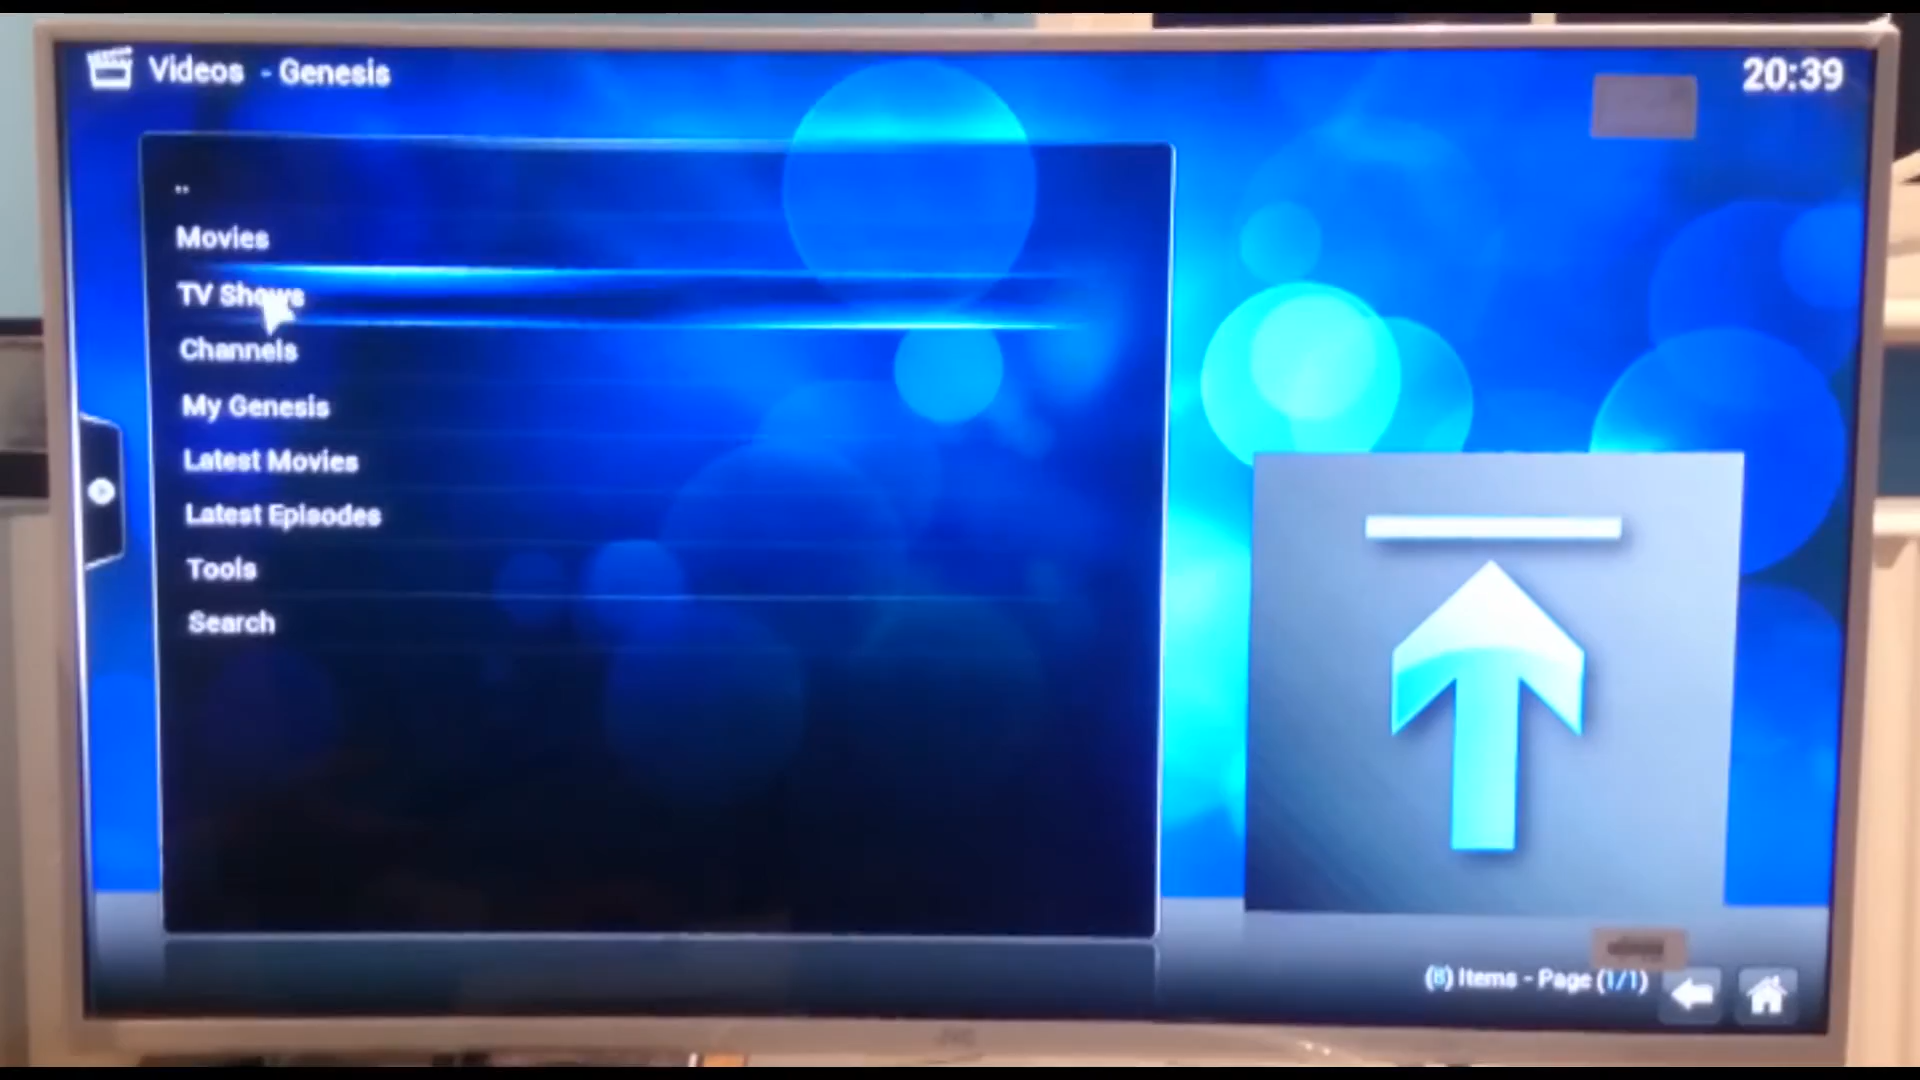 Videos - Genesis
20:39
..
Movies
TV Shows
Channels
My Genesis
Latest Movies
Latest Episodes
Tools
Search
(8) Items - Page (1/1)